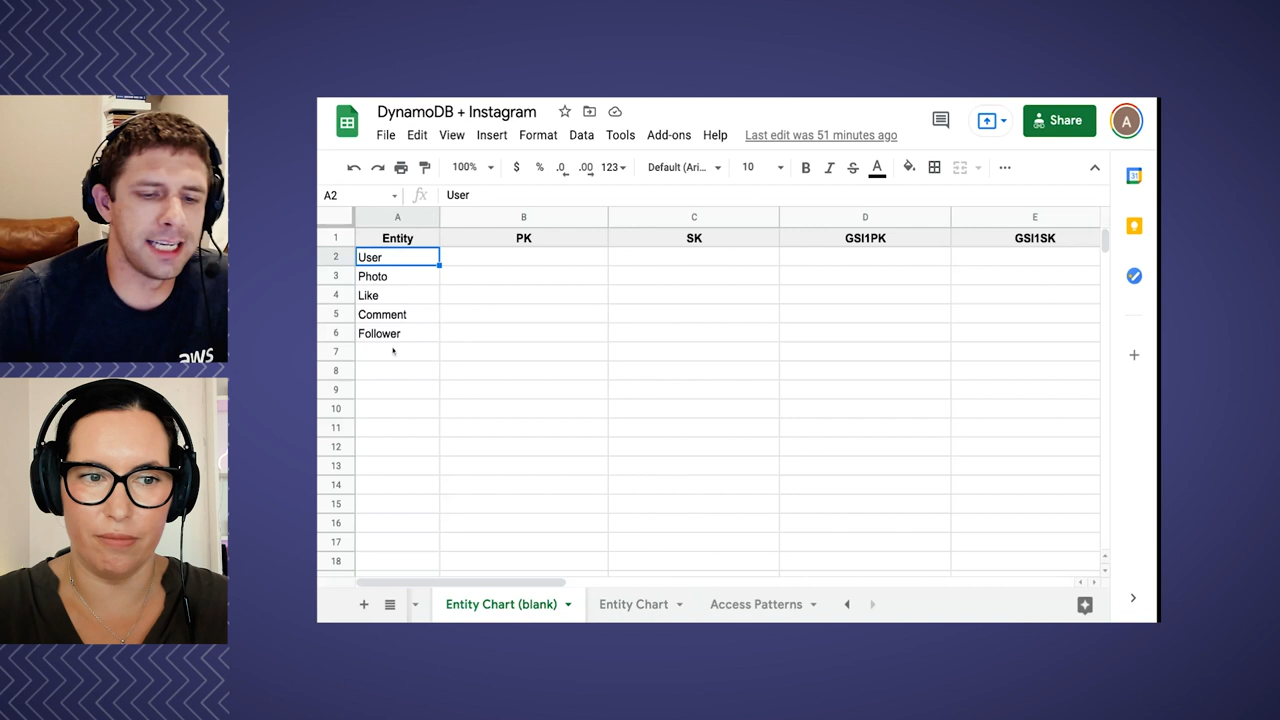 DynamoDB + Instagram
File Edit View Insert Format Data Tools Add-ons Help Last edit was 51 minutes ago
Share
A
100% $ % .0 .00 123 Default (Ari... 10 B I S A
31
A2 fx User
A B C D E
1 Entity PK SK GSI1PK GSI1SK
2 User
3 Photo
4 Like
5 Comment
6 Follower
7
8
9
10
11
12
13
14
15
16
17
18
Entity Chart (blank) Entity Chart Access Patterns
aws